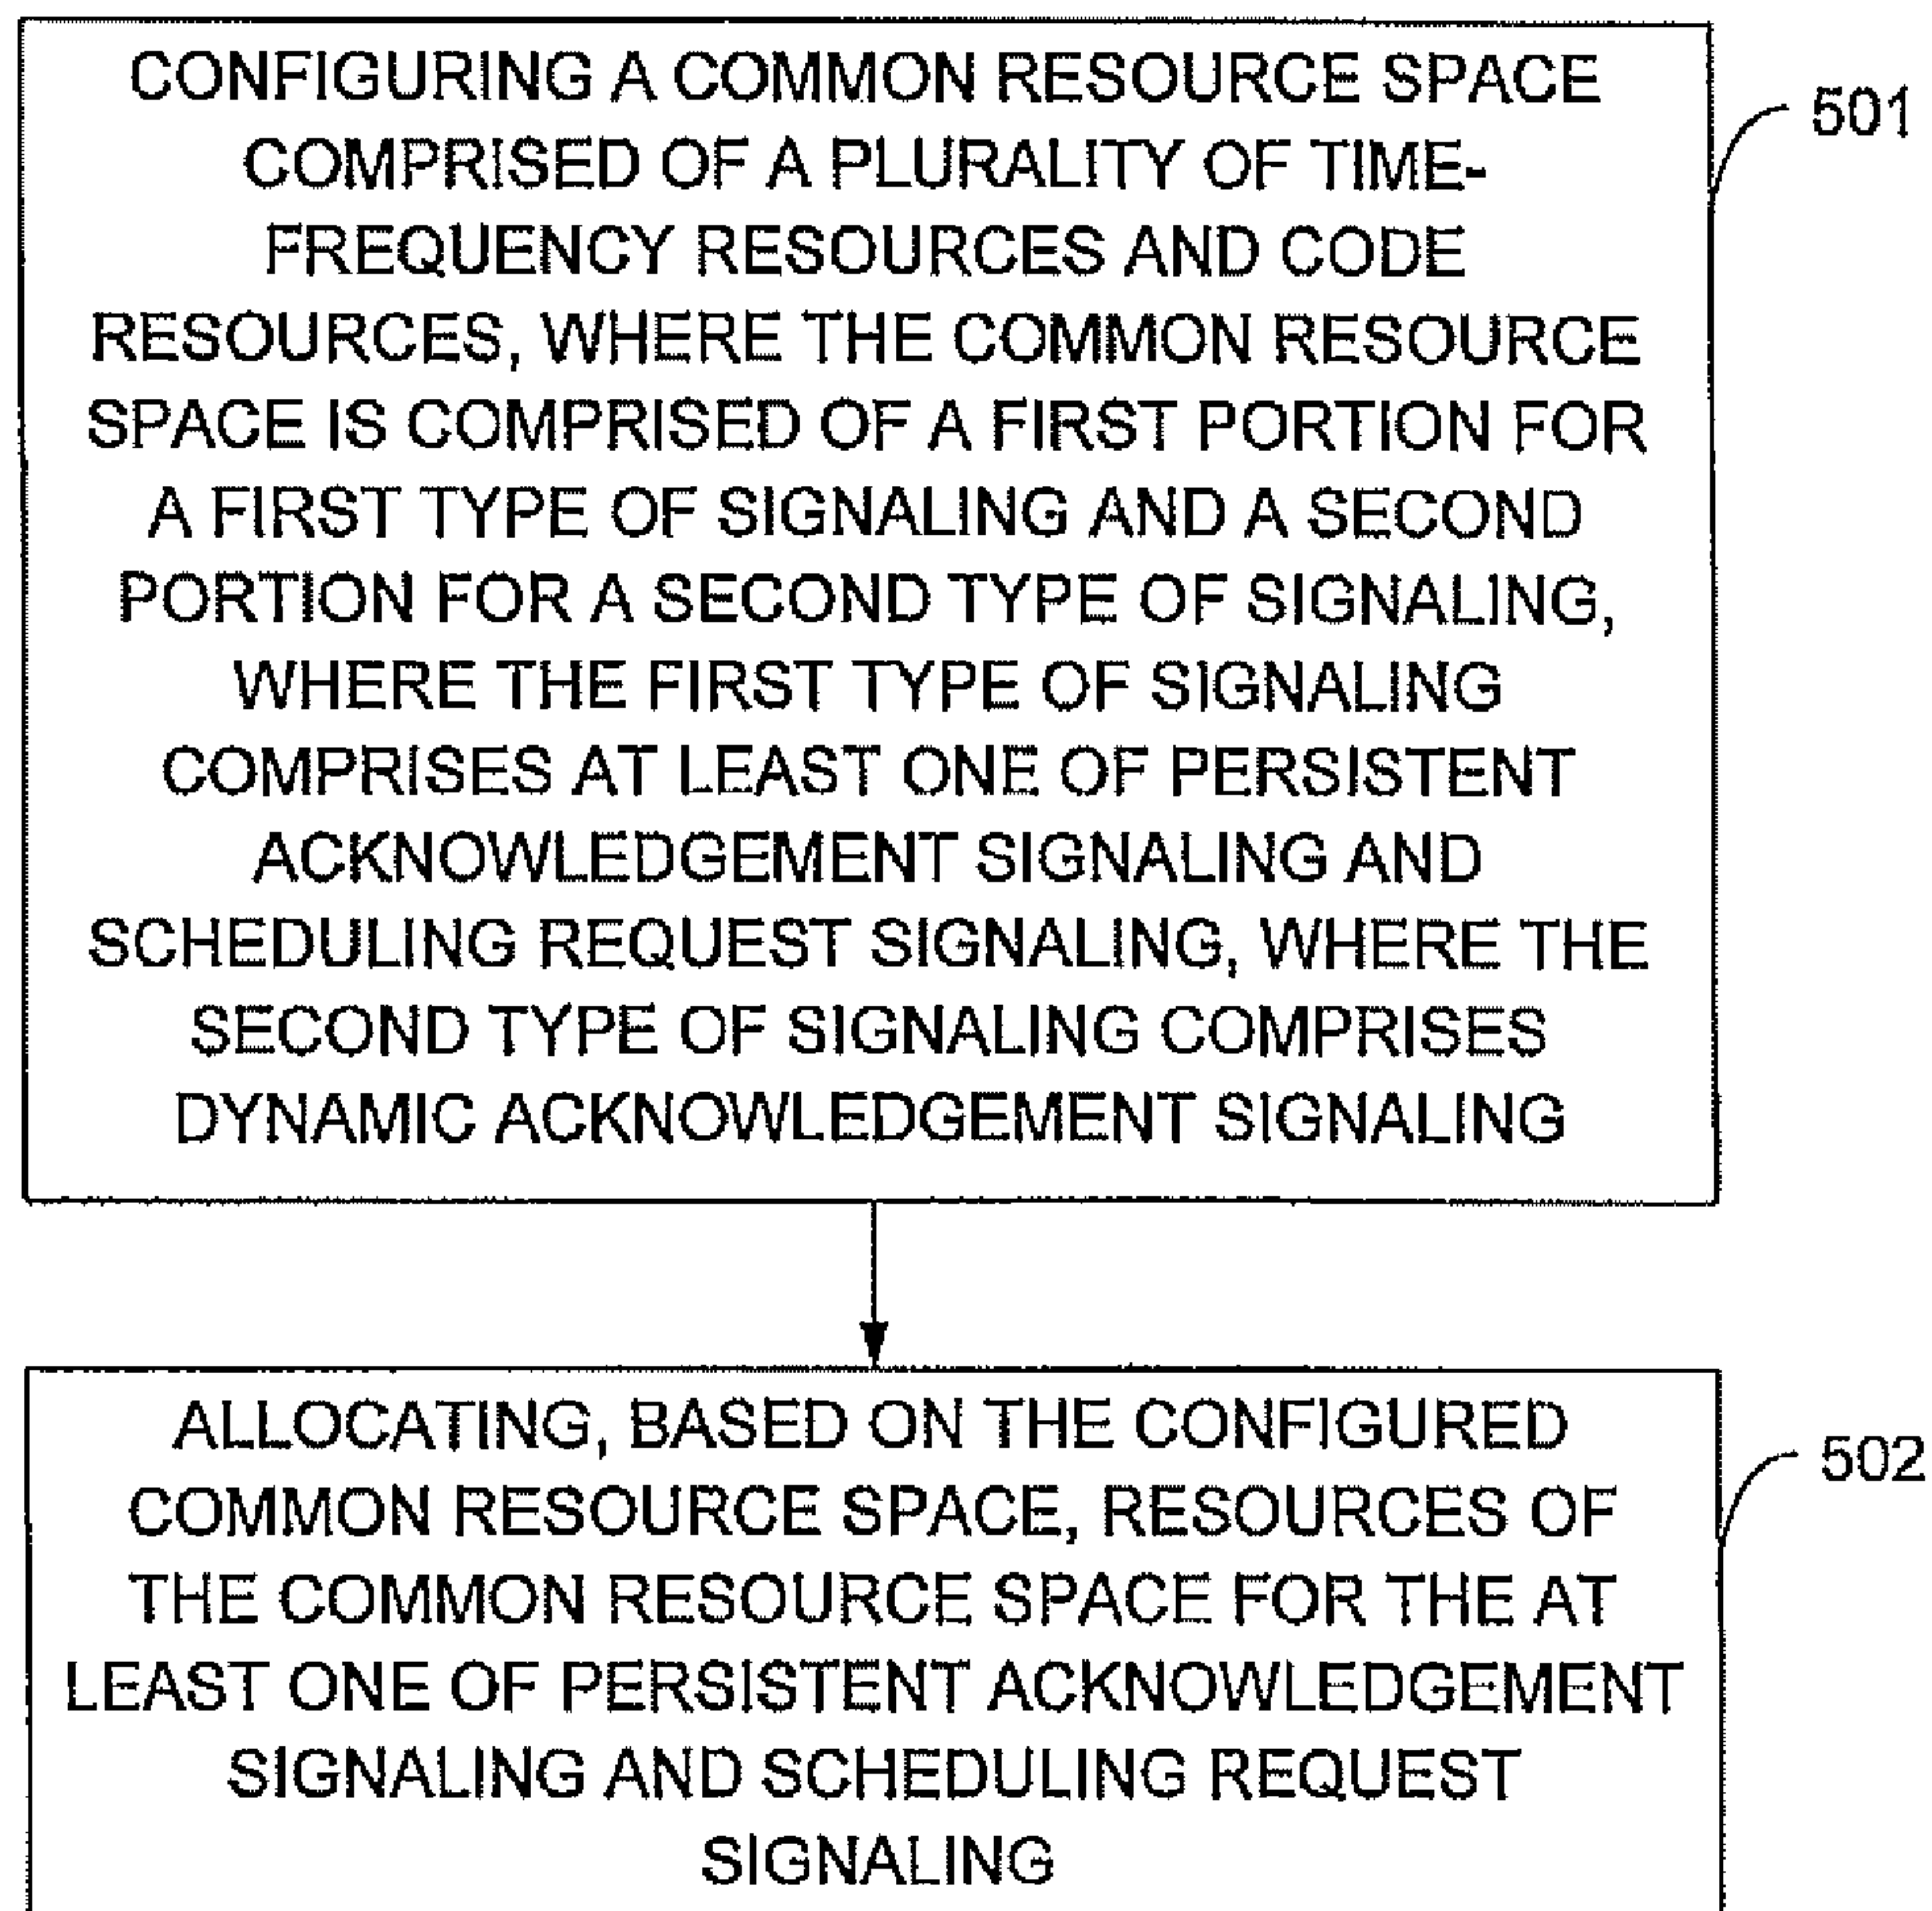 CONFIGURING A COMMON RESOURCE SPACE
COMPRISED OF A PLURALITY OF TIME-
FREQUENCY RESOURCES AND CODE
RESOURCES, WHERE THE COMMON RESOURCE
SPACE IS COMPRISED OF A FIRST PORTION FOR
A FIRST TYPE OF SIGNALING AND A SECOND
PORTION FOR A SECOND TYPE OF SIGNALING,
WHERE THE FIRST TYPE OF SIGNALING
COMPRISES AT LEAST ONE OF PERSISTENT
ACKNOWLEDGEMENT SIGNALING AND
SCHEDULING REQUEST SIGNALING, WHERE THE
SECOND TYPE OF SIGNALING COMPRISES
DYNAMIC ACKNOWLEDGEMENT SIGNALING
501
ALLOCATING, BASED ON THE CONFIGURED
COMMON RESOURCE SPACE, RESOURCES OF
THE COMMON RESOURCE SPACE FOR THE AT
LEAST ONE OF PERSISTENT ACKNOWLEDGEMENT
SIGNALING AND SCHEDULING REQUEST
SIGNALING
502